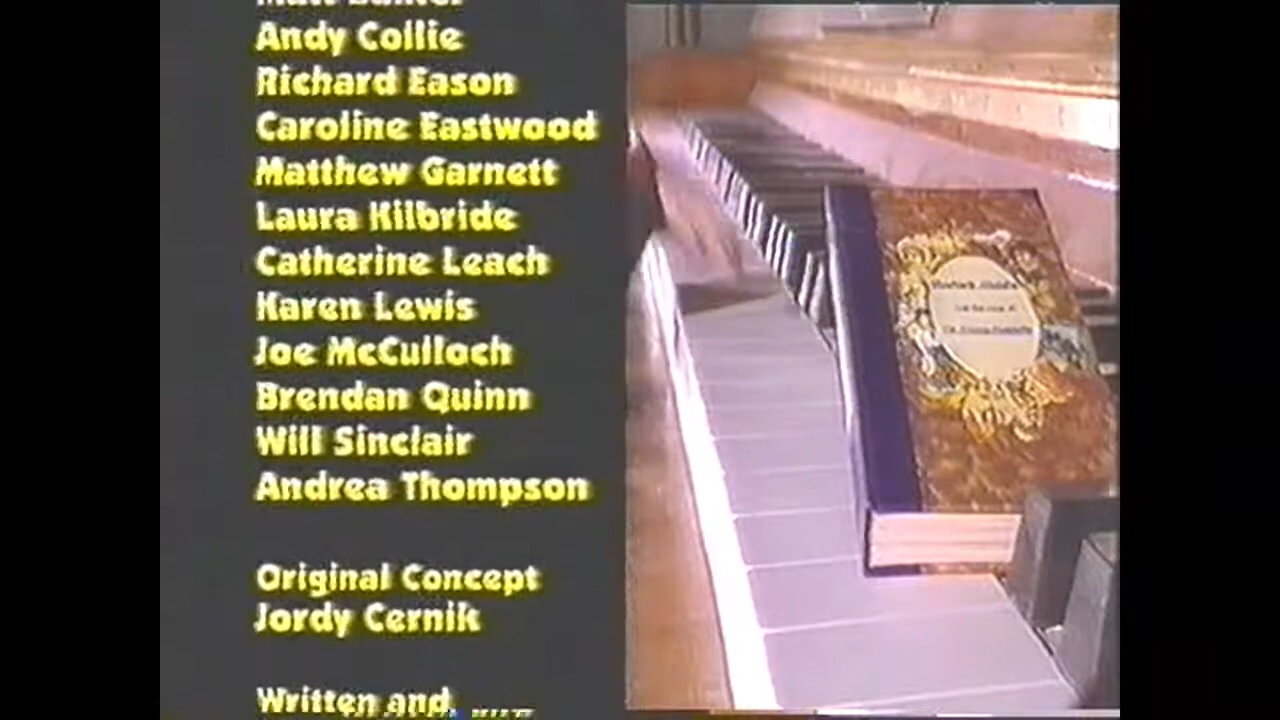 Andy Collie
Richard Eason
Caroline Eastwood
Matthew Garnett
Laura Kilbride
Catherine Leach
Karen Lewis
Joe McCulloch
Brendan Quinn
Will Sinclair
Andrea Thompson
Original Concept
Jordy Cernik
Written and